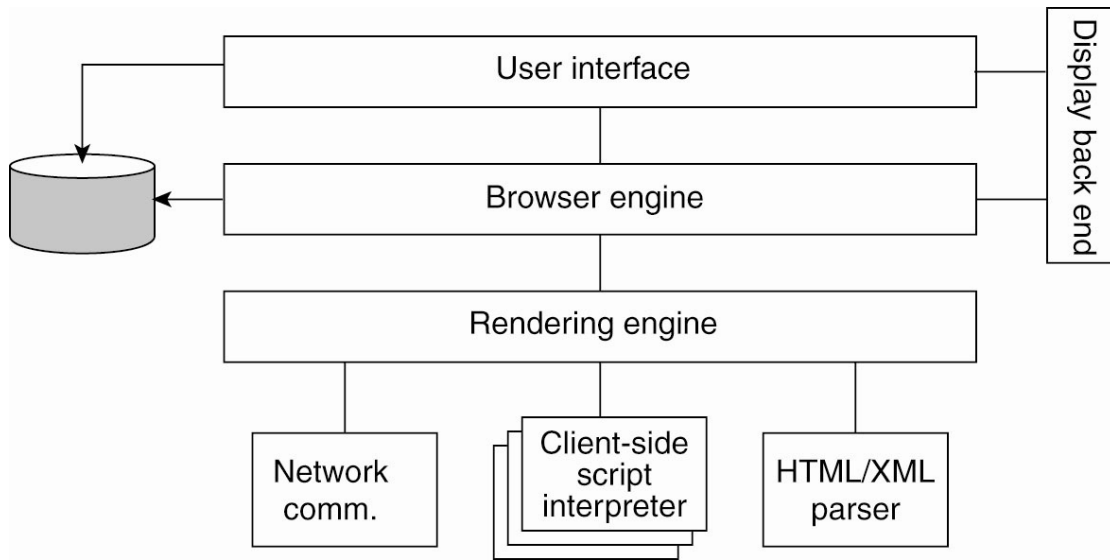 User interface
Display back end
Browser engine
Rendering engine
Network
comm.
Client-side
script
interpreter
HTML/XML
parser